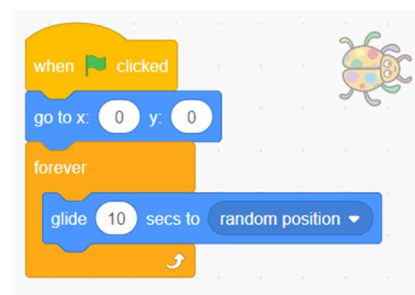 when clicked
go to x: 0 y: 0
forever
glide 10 secs to random position